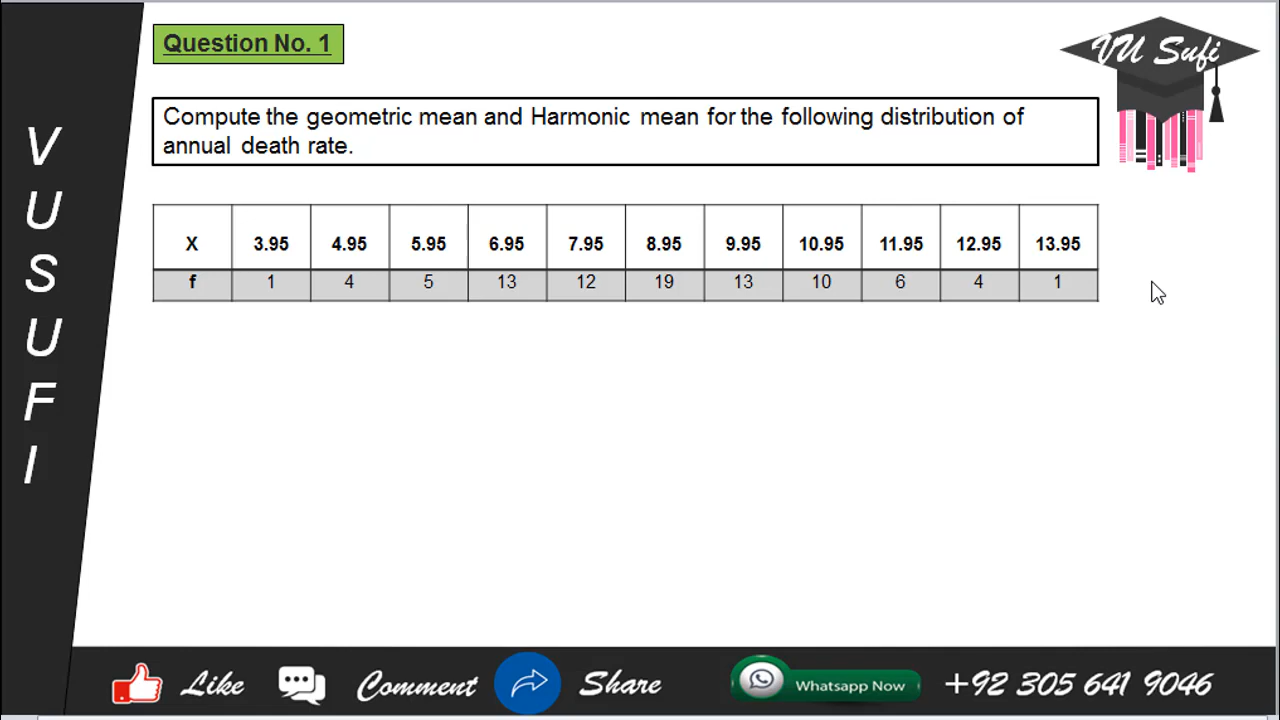 Question No. 1
VU Sufi
Compute the geometric mean and Harmonic mean for the following distribution of
annual death rate.
X 3.95 4.95 5.95 6.95 7.95 8.95 9.95 10.95 11.95 12.95 13.95
f 1 4 5 13 12 19 13 10 6 4 1
V
U
S
U
F
I
Like Comment Share Whatsapp Now +92 305 641 9046